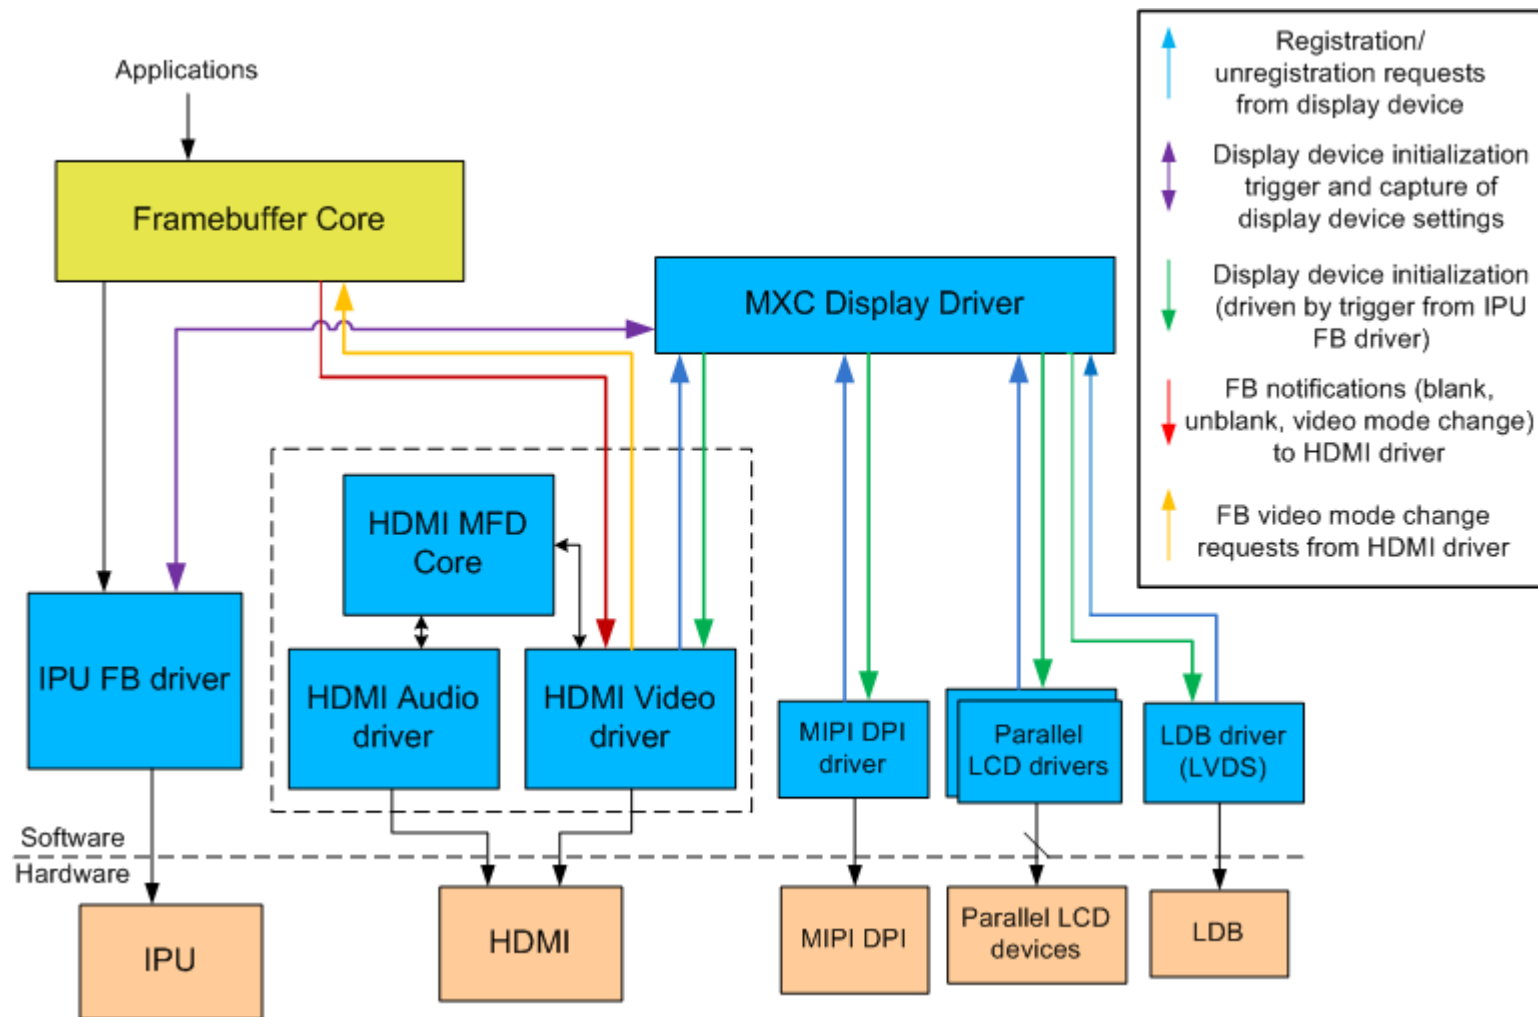 Applications
Framebuffer Core
MXC Display Driver
HDMI MFD
Core
IPU FB driver
HDMI Audio
driver
HDMI Video
driver
MIPI DPI
driver
Parallel
LCD drivers
LDB driver
(LVDS)
Software
Hardware
IPU
HDMI
MIPI DPI
Parallel LCD
devices
LDB
Registration/
unregistration requests
from display device
Display device initialization
trigger and capture of
display device settings
Display device initialization
(driven by trigger from IPU
FB driver)
FB notifications (blank,
unblank, video mode change)
to HDMI driver
FB video mode change
requests from HDMI driver